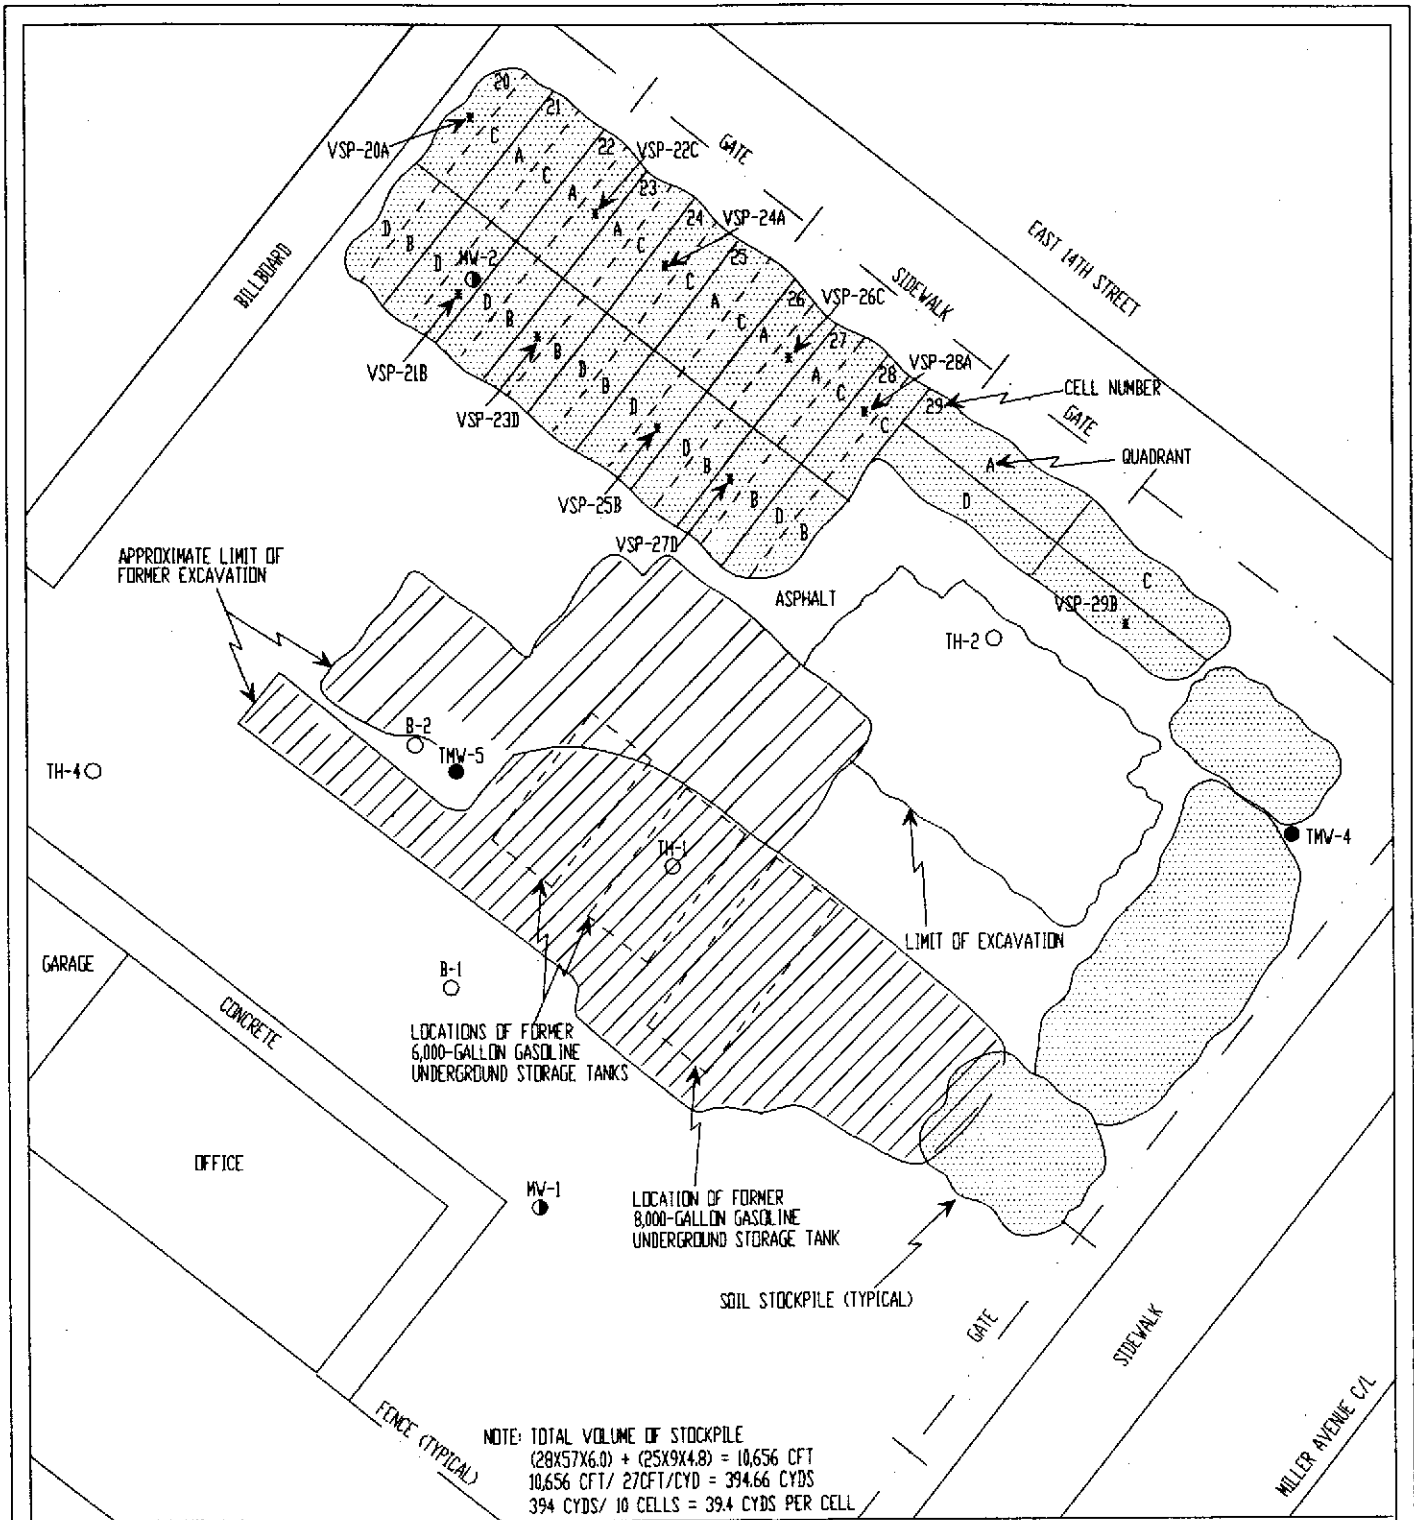 20
21
VSP-20A
C
GATE
22
VSP-22C
A
C
23
A
24
VSP-24A
A
C
EAST 14TH STREET
D
B
25
BILLBOARD
D
MW-2
C
A
26
VSP-26C
SIDEWALK
D
B
C
A
27
VSP-21B
B
D
A
C
28
VSP-28A
VSP-23D
B
D
C
29
CELL NUMBER
GATE
D
B
A
QUADRANT
VSP-25B
B
D
B
D
VSP-27D
APPROXIMATE LIMIT OF
FORMER EXCAVATION
C
ASPHALT
VSP-29B
TH-2
B-2
TMW-5
TH-4
TH-1
TMW-4
LIMIT OF EXCAVATION
GARAGE
B-1
CONCRETE
LOCATIONS OF FORMER
6,000-GALLON GASOLINE
UNDERGROUND STORAGE TANKS
OFFICE
MW-1
LOCATION OF FORMER
8,000-GALLON GASOLINE
UNDERGROUND STORAGE TANK
SOIL STOCKPILE (TYPICAL)
GATE
SIDEWALK
FENCE (TYPICAL)
MILLER AVENUE C/L
NOTE: TOTAL VOLUME OF STOCKPILE
(28X57X6.0) + (25X9X4.8) = 10,656 CFT
10,656 CFT/ 27CFT/CYD = 394.66 CYDS
394 CYDS/ 10 CELLS = 39.4 CYDS PER CELL